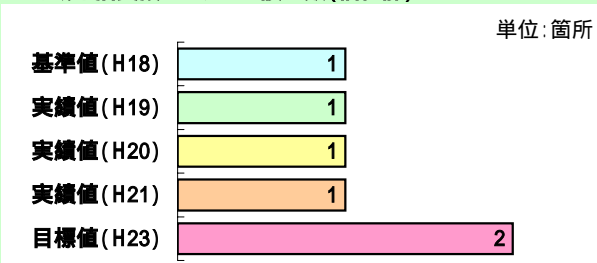 単位:箇所
基準値(H18) 1
実績値(H19) 1
実績値(H20) 1
実績値(H21) 1
目標値(H23) 2